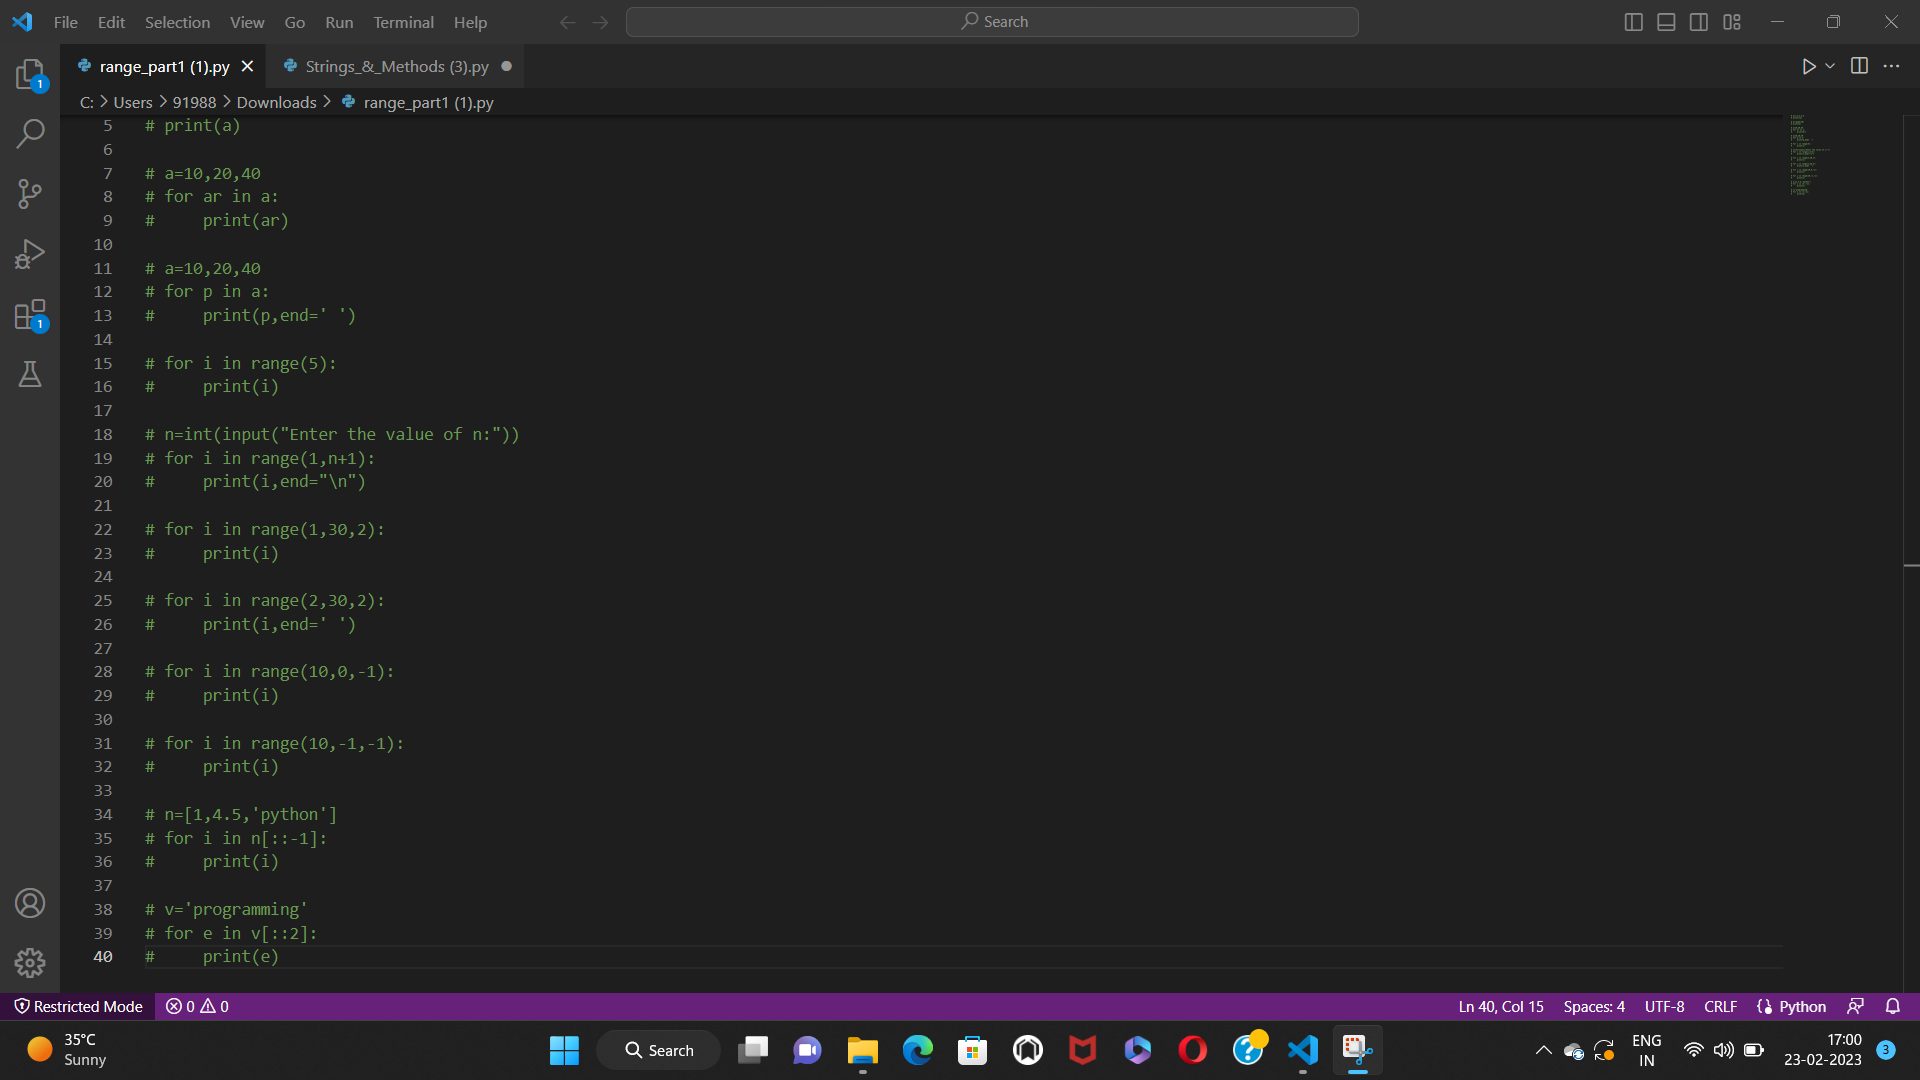 File Edit Selection View Go Run Terminal Help Search
range_part1 (1).py Strings_&_Methods (3).py
C: > Users > 91988 > Downloads > range_part1 (1).py
5 # print(a)
6
7 # a=10,20,40
8 # for ar in a:
9 #     print(ar)
10
11 # a=10,20,40
12 # for p in a:
13 #     print(p,end=' ')
14
15 # for i in range(5):
16 #     print(i)
17
18 # n=int(input("Enter the value of n:"))
19 # for i in range(1,n+1):
20 #     print(i,end="\n")
21
22 # for i in range(1,30,2):
23 #     print(i)
24
25 # for i in range(2,30,2):
26 #     print(i,end=' ')
27
28 # for i in range(10,0,-1):
29 #     print(i)
30
31 # for i in range(10,-1,-1):
32 #     print(i)
33
34 # n=[1,4.5,'python']
35 # for i in n[::-1]:
36 #     print(i)
37
38 # v='programming'
39 # for e in v[::2]:
40 #     print(e)
1
1
Restricted Mode 0 0 Ln 40, Col 15 Spaces: 4 UTF-8 CRLF Python
35°C
Sunny
Search
ENG
IN
17:00
23-02-2023
3